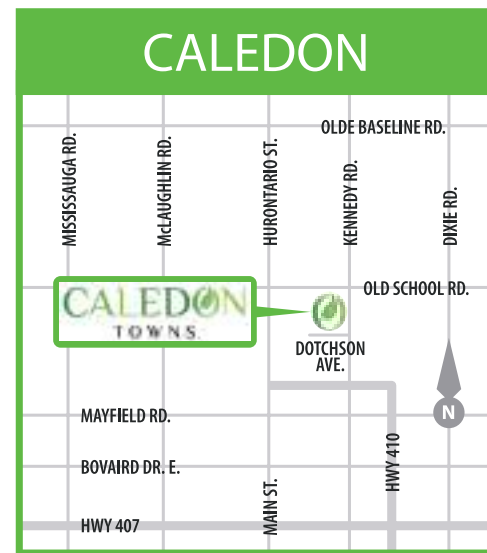 CALEDON
OLDE BASELINE RD.
MISSISSAUGA RD.
McLAUGHLIN RD.
HURONTARIO ST.
KENNEDY RD.
DIXIE RD.
OLD SCHOOL RD.
CALEDON
TOWNS
DOTCHSON
AVE.
N
MAYFIELD RD.
BOVAIRD DR. E.
HWY 410
MAIN ST.
HWY 407